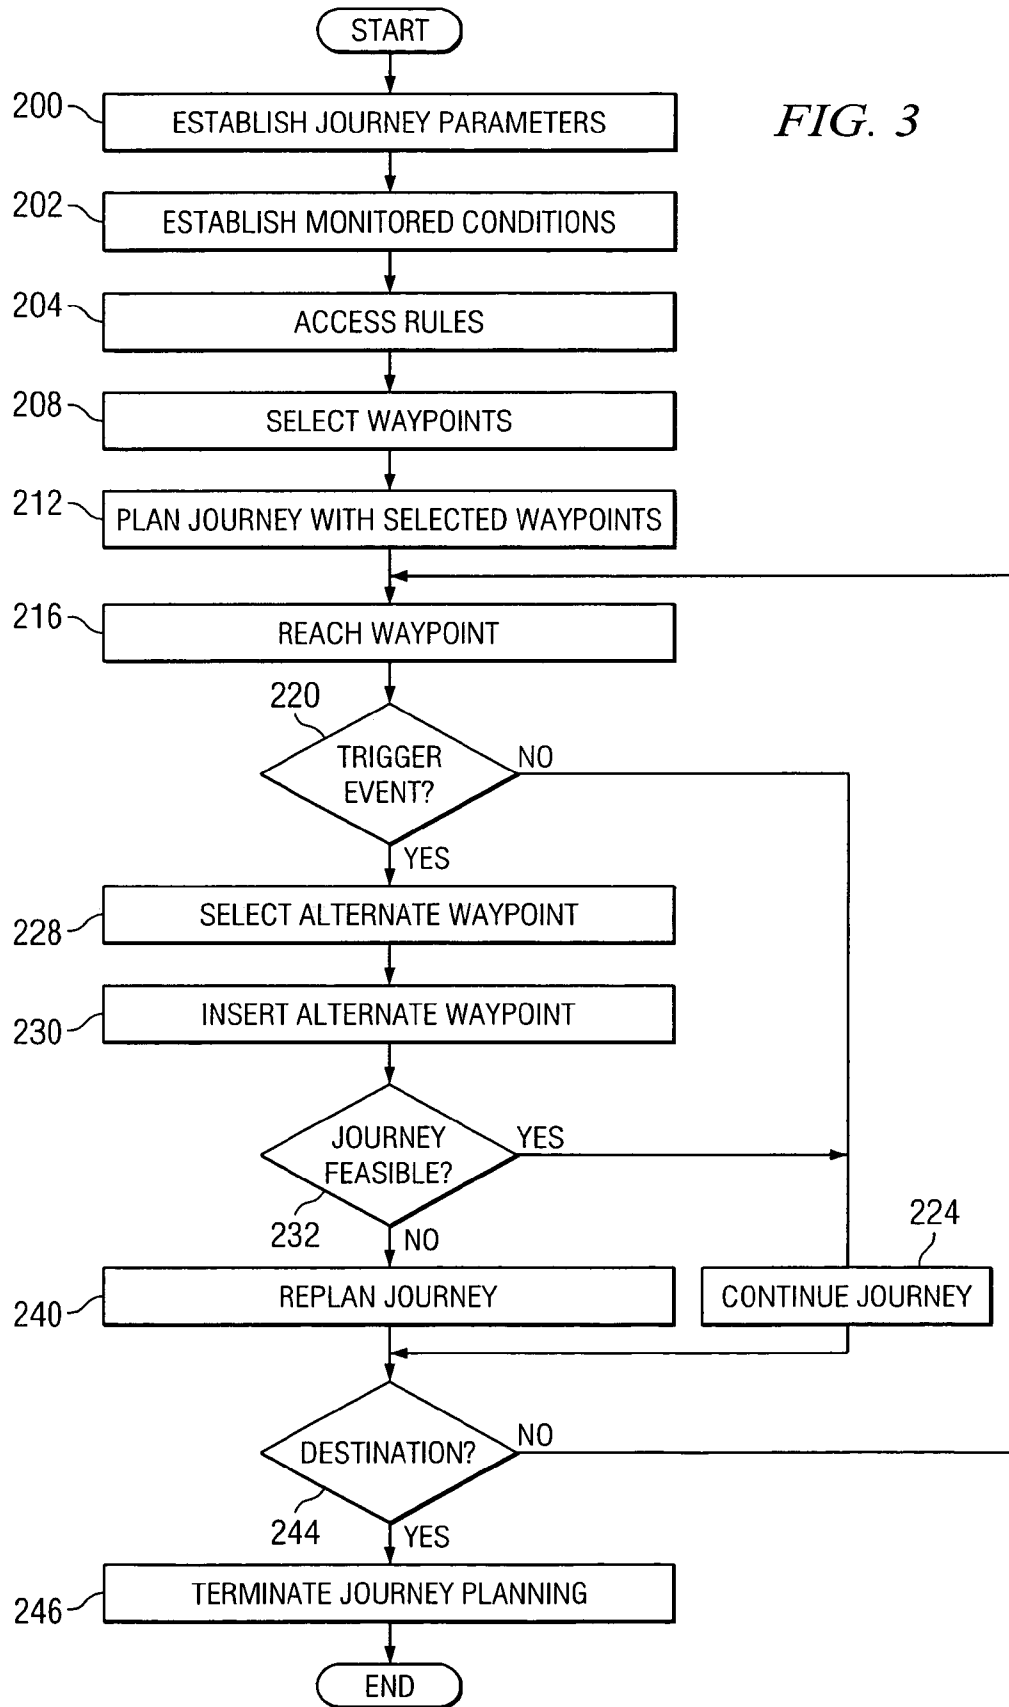 START
FIG. 3
200
ESTABLISH JOURNEY PARAMETERS
202
ESTABLISH MONITORED CONDITIONS
204
ACCESS RULES
208
SELECT WAYPOINTS
212
PLAN JOURNEY WITH SELECTED WAYPOINTS
216
REACH WAYPOINT
220
TRIGGER
EVENT?
NO
YES
228
SELECT ALTERNATE WAYPOINT
230
INSERT ALTERNATE WAYPOINT
JOURNEY
FEASIBLE?
YES
232
NO
224
240
REPLAN JOURNEY
CONTINUE JOURNEY
DESTINATION?
NO
244
YES
246
TERMINATE JOURNEY PLANNING
END